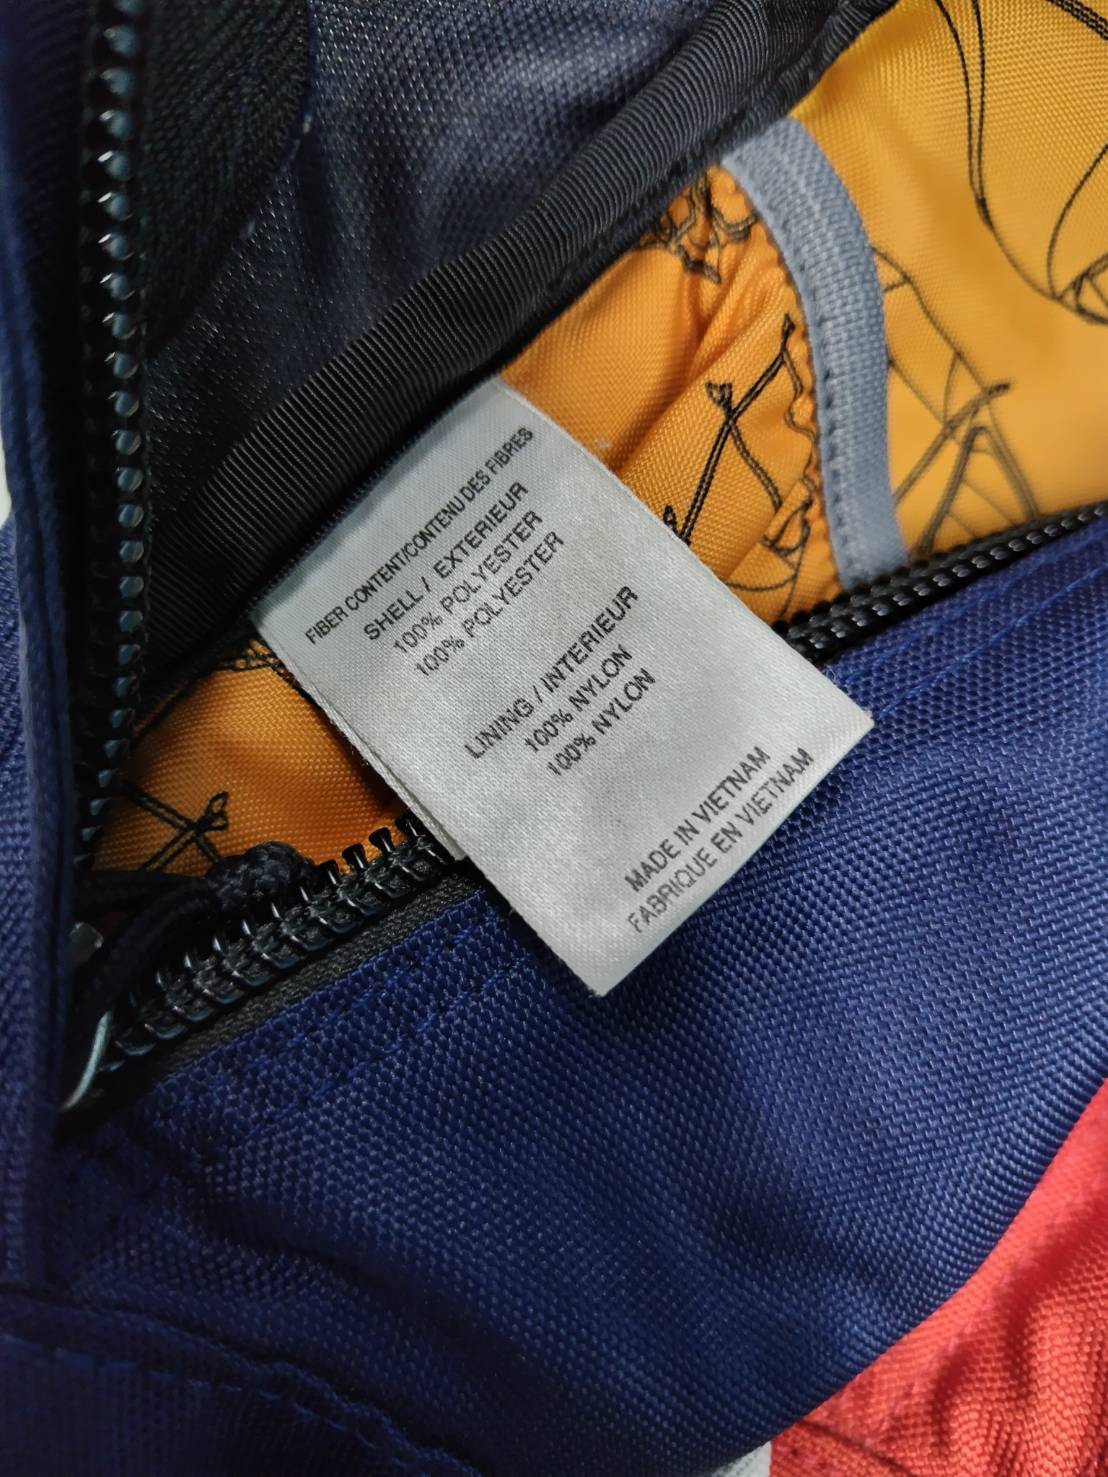 FIBER CONTENT/CONTENU DES FIBRES
SHELL / EXTERIEUR
100% POLYESTER
100% POLYESTER
LINING / INTERIEUR
100% NYLON
100% NYLON
MADE IN VIETNAM
FABRIQUE EN VIETNAM